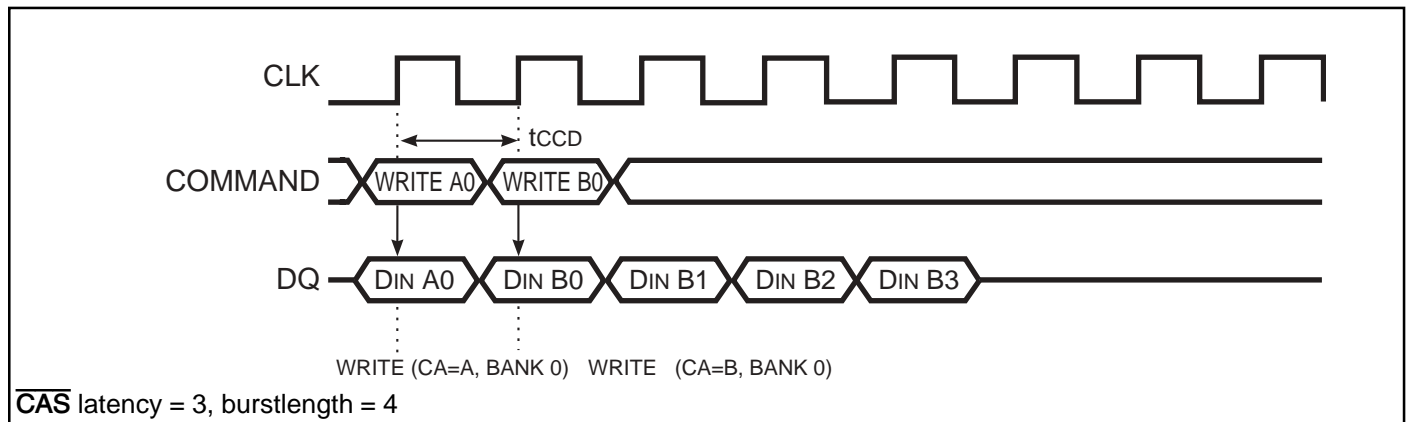 CLK
tCCD
COMMAND WRITE A0 WRITE B0
DQ DIN A0 DIN B0 DIN B1 DIN B2 DIN B3
WRITE (CA=A, BANK 0) WRITE (CA=B, BANK 0)
CAS latency = 3, burstlength = 4